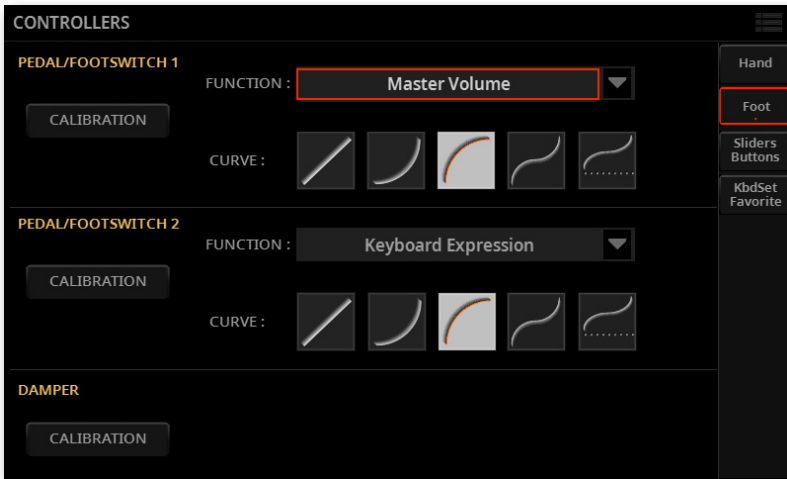 CONTROLLERS
PEDAL/FOOTSWITCH 1
FUNCTION :
Master Volume
CALIBRATION
CURVE :
PEDAL/FOOTSWITCH 2
FUNCTION :
Keyboard Expression
CALIBRATION
CURVE :
DAMPER
CALIBRATION
Hand
Foot
Sliders
Buttons
KbdSet
Favorite